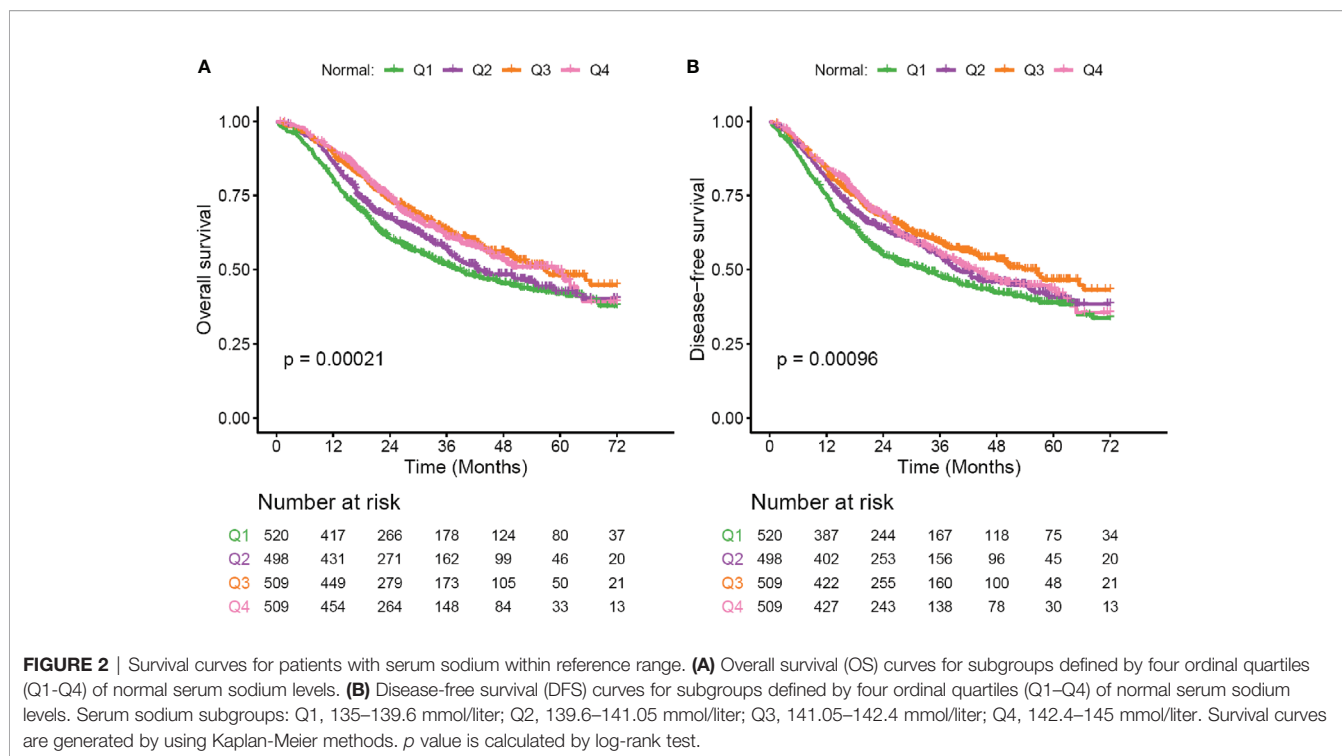 A
Normal: Q1 Q2 Q3 Q4
1.00
0.75
0.50
0.25
0.00
Overall survival
p = 0.00021
0 12 24 36 48 60 72
Time (Months)
Number at risk
Q1 520 417 266 178 124 80 37
Q2 498 431 271 162 99 46 20
Q3 509 449 279 173 105 50 21
Q4 509 454 264 148 84 33 13
B
Normal: Q1 Q2 Q3 Q4
1.00
0.75
0.50
0.25
0.00
Disease−free survival
p = 0.00096
0 12 24 36 48 60 72
Time (Months)
Number at risk
Q1 520 387 244 167 118 75 34
Q2 498 402 253 156 96 45 20
Q3 509 422 255 160 100 48 21
Q4 509 427 243 138 78 30 13
FIGURE 2 | Survival curves for patients with serum sodium within reference range. (A) Overall survival (OS) curves for subgroups defined by four ordinal quartiles
(Q1-Q4) of normal serum sodium levels. (B) Disease-free survival (DFS) curves for subgroups defined by four ordinal quartiles (Q1–Q4) of normal serum sodium
levels. Serum sodium subgroups: Q1, 135–139.6 mmol/liter; Q2, 139.6–141.05 mmol/liter; Q3, 141.05–142.4 mmol/liter; Q4, 142.4–145 mmol/liter. Survival curves
are generated by using Kaplan-Meier methods. p value is calculated by log-rank test.